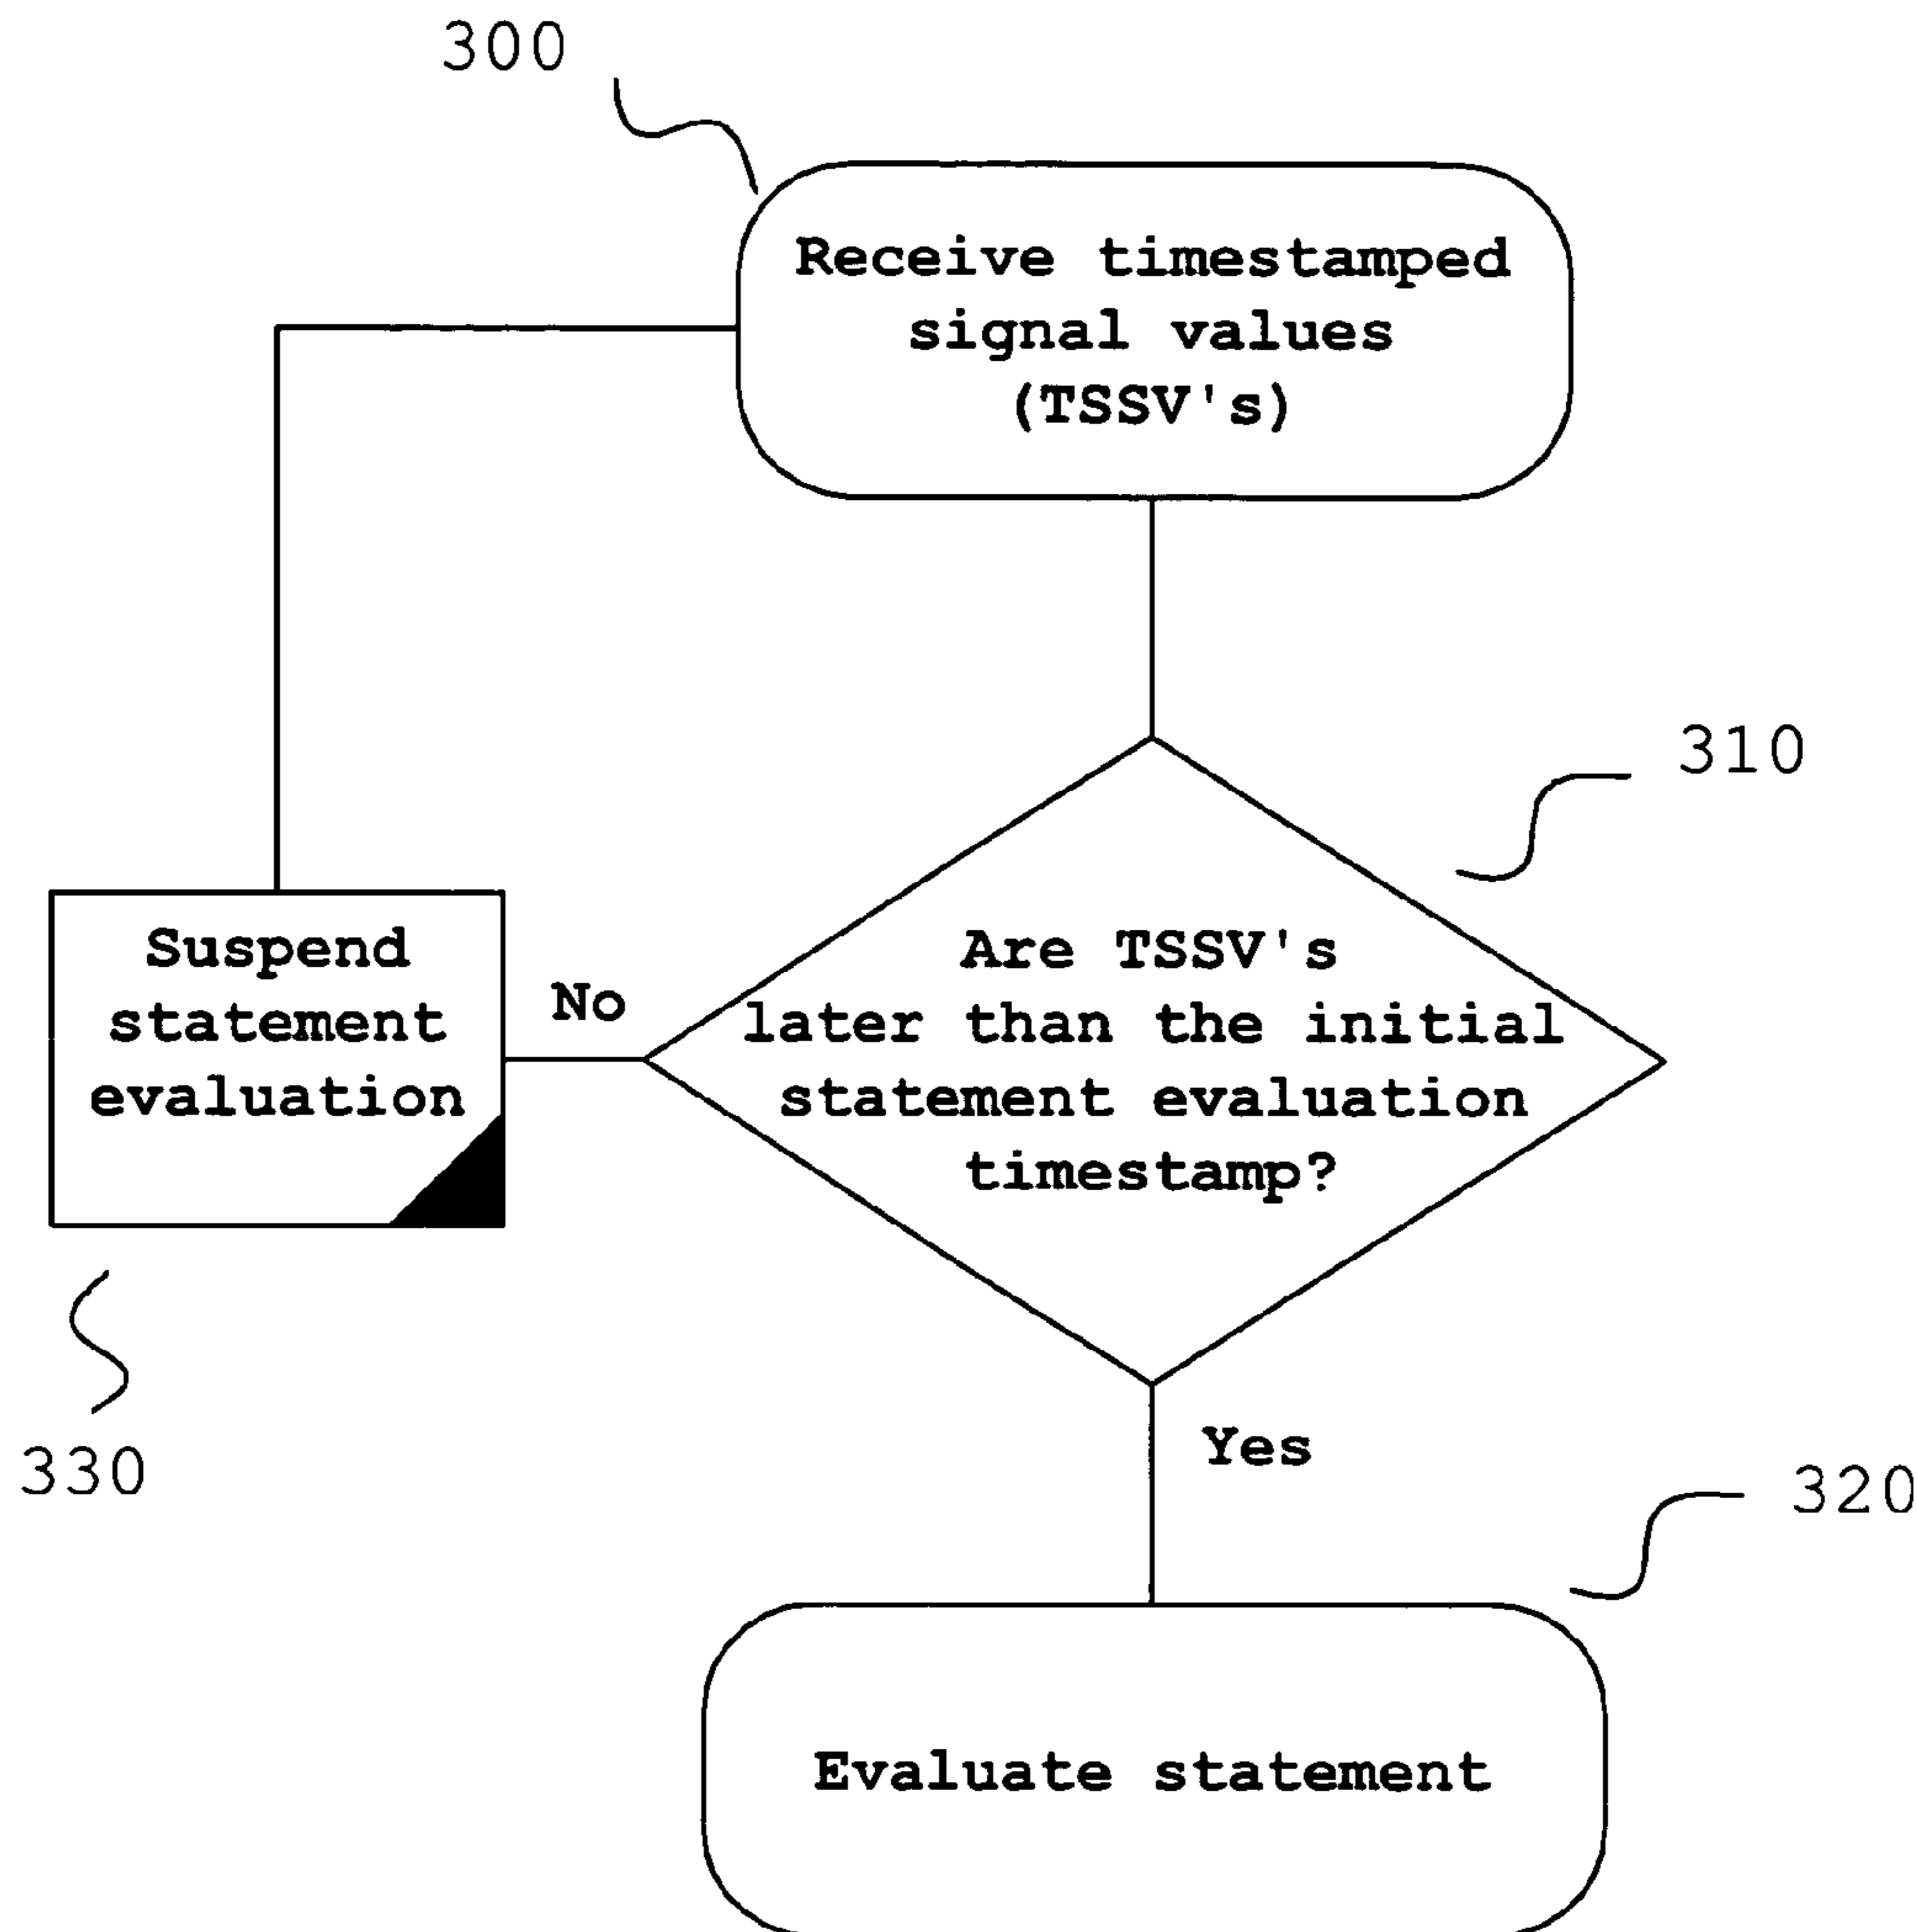 300
Receive timestamped
signal values
(TSSV's)
310
Are TSSV's
later than the initial
statement evaluation
timestamp?
No
Suspend
statement
evaluation
330
Yes
320
Evaluate statement